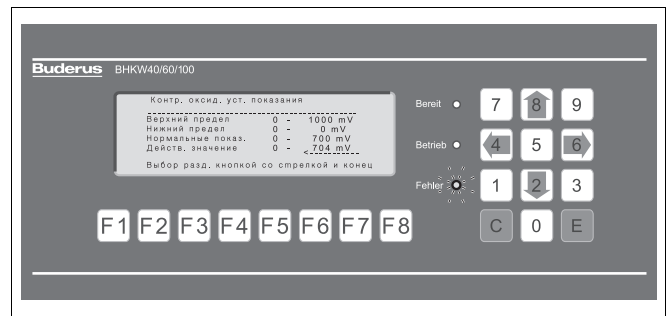 Buderus BHKW40/60/100
Контр. оксид. уст. показания
Верхний предел 0 - 1000 mV
Нижний предел 0 - 0 mV
Нормальные показ. 0 - 700 mV
Действ. значение 0 - 704 mV
<
Выбор разд. кнопкой со стрелкой и конец
Bereit
Betrieb
Fehler
7 8 9
4 5 6
1 2 3
C 0 E
F1 F2 F3 F4 F5 F6 F7 F8